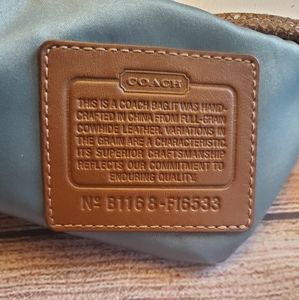 COACH
THIS IS A COACH BAG.IT WAS HAND-
CRAFTED IN CHINA FROM FULL-GRAIN
COWHIDE LEATHER. VARIATIONS IN
THE GRAIN ARE A CHARACTERISTIC.
ITS SUPERIOR CRAFTSMANSHIP
REFLECTS OUR COMMITMENT TO
ENDURING QUALITY.
Nº B1168-F16533